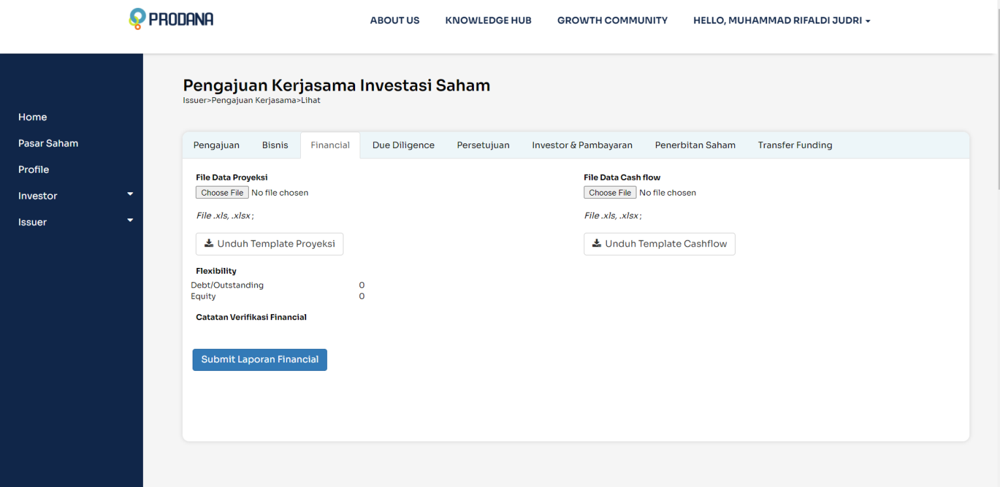 PRODANA
ABOUT US KNOWLEDGE HUB GROWTH COMMUNITY HELLO, MUHAMMAD RIFALDI JUDRI
Home
Pasar Saham
Profile
Investor
Issuer
Pengajuan Kerjasama Investasi Saham
Issuer>Pengajuan Kerjasama>Lihat
Pengajuan Bisnis Financial Due Diligence Persetujuan Investor & Pambayaran Penerbitan Saham Transfer Funding
File Data Proyeksi
Choose File No file chosen
File .xls, .xlsx ;
Unduh Template Proyeksi
File Data Cash flow
Choose File No file chosen
File .xls, .xlsx ;
Unduh Template Cashflow
Flexibility
Debt/Outstanding 0
Equity 0
Catatan Verifikasi Financial
Submit Laporan Financial